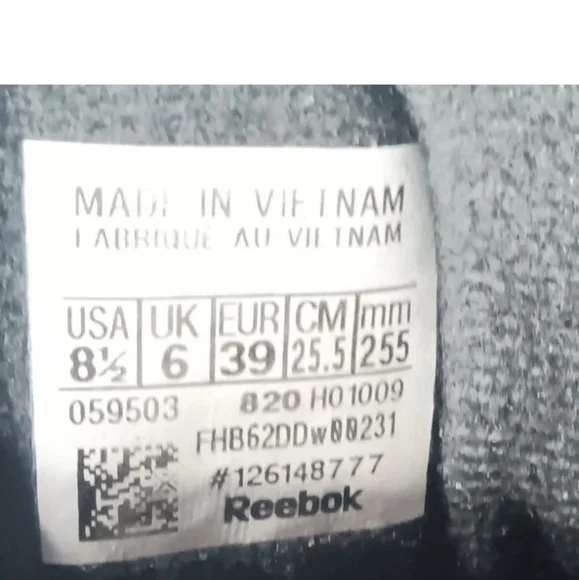 MADE IN VIETNAM
FABRIQUÉ AU VIETNAM
USA UK EUR CM mm
8½ 6 39 25.5 255
059503 820 H01009
FHB62DDw00231
#126148777
Reebok